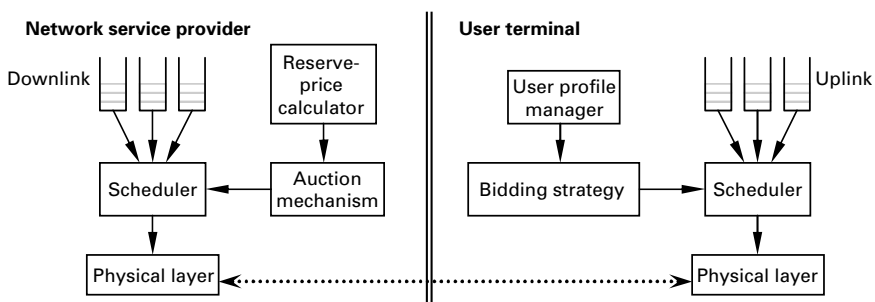 Network service provider
User terminal
Downlink
Reserve-
price
calculator
User profile
manager
Uplink
Scheduler
Auction
mechanism
Bidding strategy
Scheduler
Physical layer
Physical layer